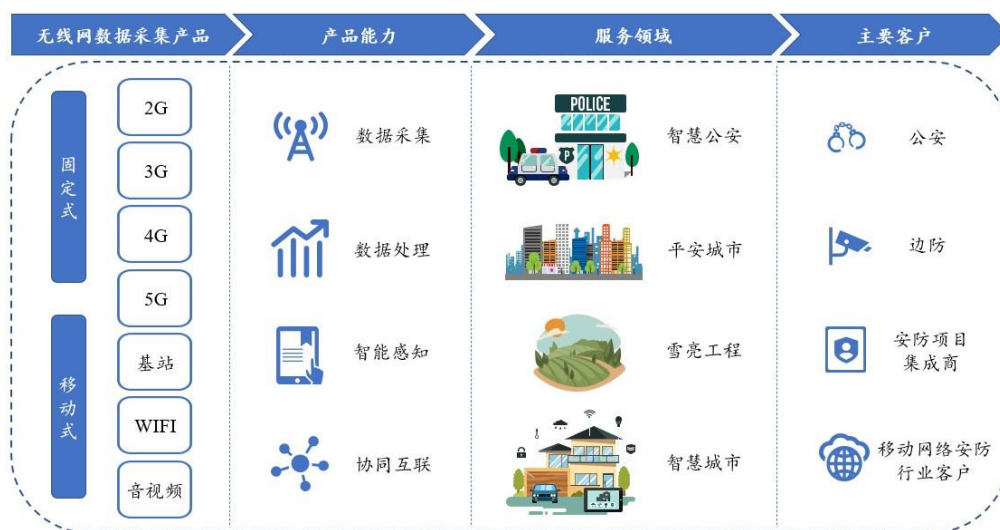 无线网数据采集产品
产品能力
服务领域
主要客户
固定式
移动式
2G
3G
4G
5G
基站
WIFI
音视频
数据采集
数据处理
智能感知
协同互联
POLICE
P
智慧公安
平安城市
雪亮工程
智慧城市
公安
边防
安防项目
集成商
移动网络安防
行业客户